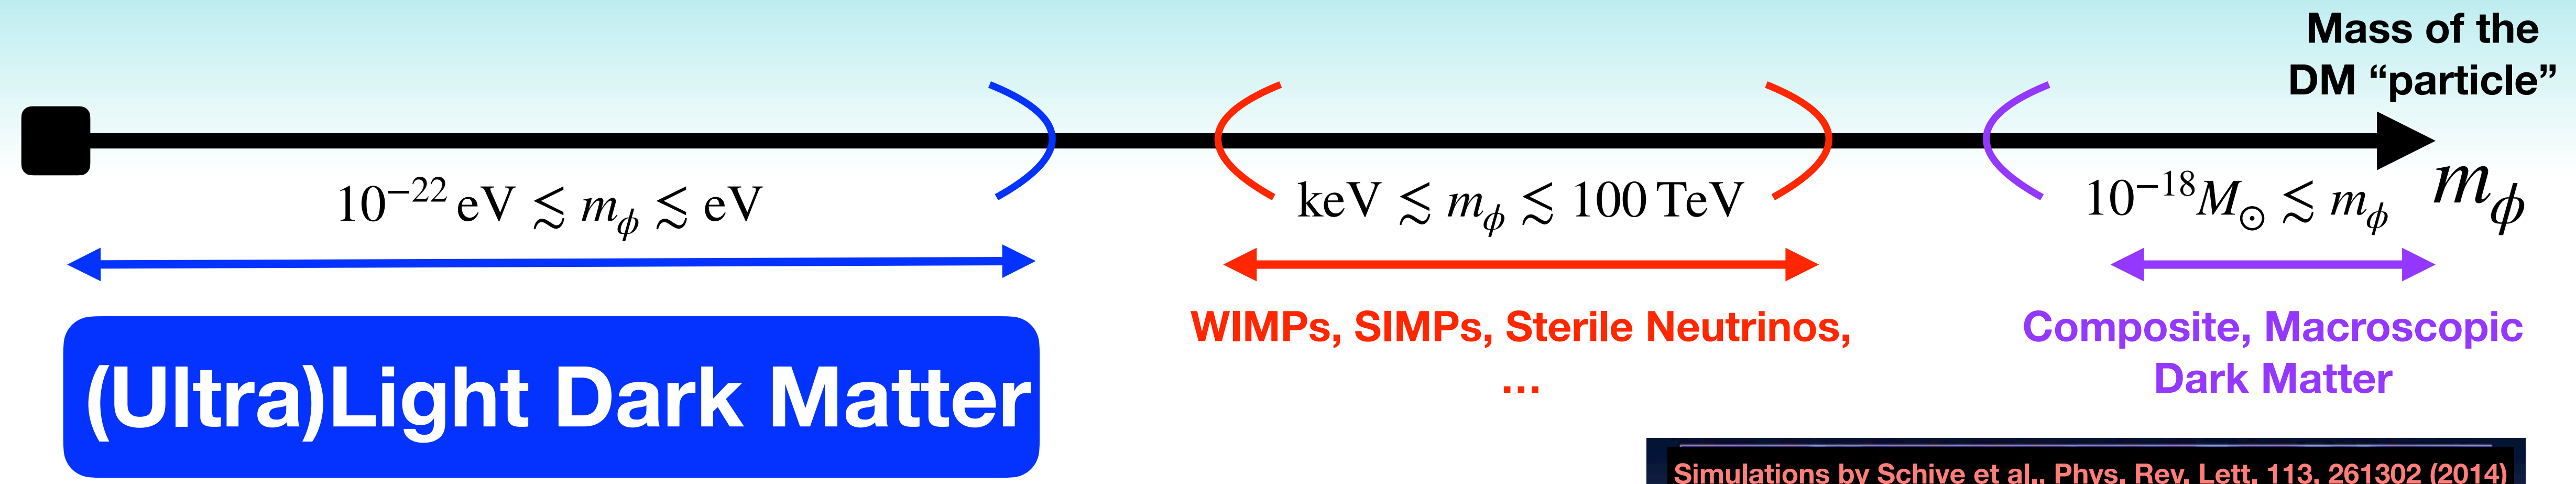 Mass of the
DM “particle”
10⁻²² eV ≲ m_ϕ ≲ eV
keV ≲ m_ϕ ≲ 100 TeV
10⁻¹⁸M_⊙ ≲ m_ϕ
m_ϕ
(Ultra)Light Dark Matter
WIMPs, SIMPs, Sterile Neutrinos,
...
Composite, Macroscopic
Dark Matter
Simulations by Schive et al., Phys. Rev. Lett. 113, 261302 (2014)